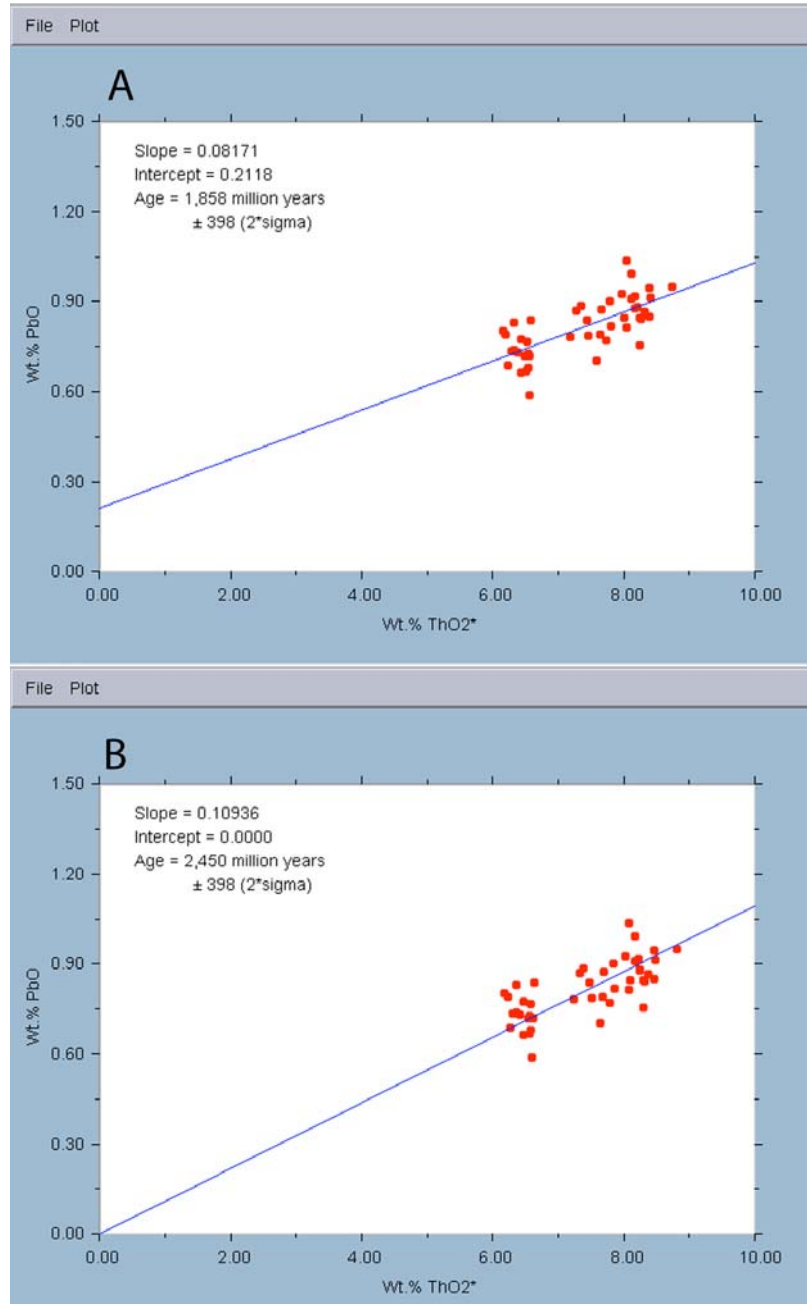 File Plot
A
Slope = 0.08171
Intercept = 0.2118
Age = 1,858 million years
± 398 (2*sigma)
1.50
1.20
0.90
0.60
0.30
0.00
Wt.% PbO
0.00 2.00 4.00 6.00 8.00 10.00
Wt.% ThO2*
File Plot
B
Slope = 0.10936
Intercept = 0.0000
Age = 2,450 million years
± 398 (2*sigma)
1.50
1.20
0.90
0.60
0.30
0.00
Wt.% PbO
0.00 2.00 4.00 6.00 8.00 10.00
Wt.% ThO2*